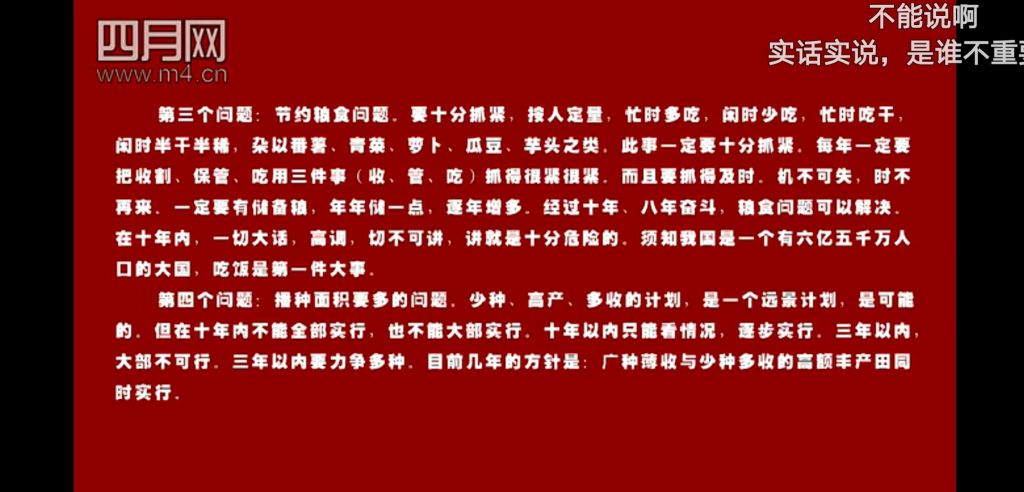 四月网
www.m4.cn
不能说啊
实话实说，是谁不重要
第三个问题：节约粮食问题。要十分抓紧，按人定量，忙时多吃，闲时少吃，忙时吃干，
闲时半干半稀，杂以番薯、青菜、萝卜、瓜豆、芋头之类。此事一定要十分抓紧。每年一定要
把收割、保管、吃用三件事（收、管、吃）抓得很紧很紧。而且要抓得及时。机不可失，时不
再来。一定要有储备粮，年年储一点，逐年增多。经过十年、八年奋斗，粮食问题可以解决。
在十年内，一切大话，高调，切不可讲，讲就是十分危险的。须知我国是一个有六亿五千万人
口的大国，吃饭是第一件大事。
第四个问题：播种面积要多的问题。少种、高产、多收的计划，是一个远景计划，是可能
的。但在十年内不能全部实行，也不能大部实行。十年以内只能看情况，逐步实行。三年以内，
大部不可行。三年以内要力争多种。目前几年的方针是：广种薄收与少种多收的高额丰产田同
时实行。